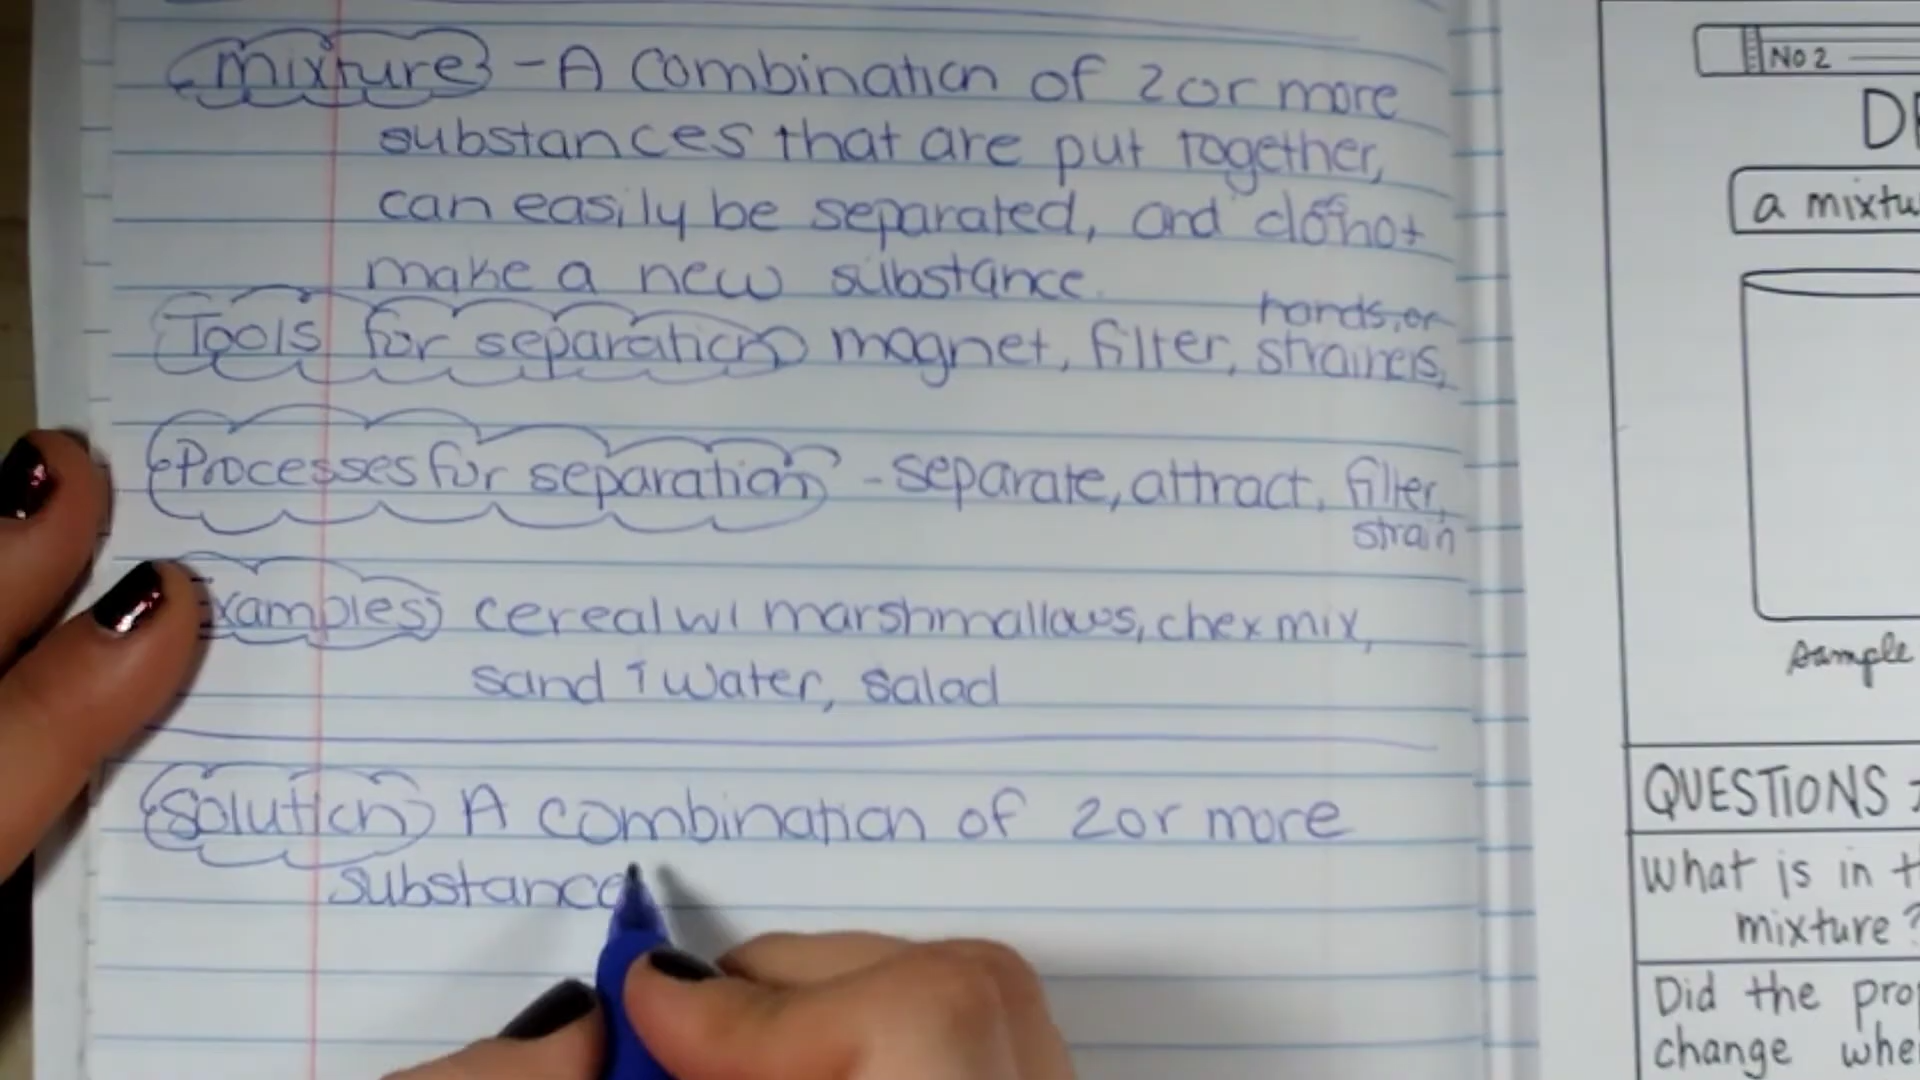 mixture - A combination of 2 or more
substances that are put together,
can easily be separated, and do not
make a new substance.
Tools for separation magnet, filter, strainers,
hands, or
Processes for separation - separate, attract, filter,
strain
Examples cereal w/ marshmallows, chex mix,
sand + water, salad
Solution A combination of 2 or more
substance
No 2
a mixtu
sample
QUESTIONS
What is in
mixture?
Did the prop
change whe